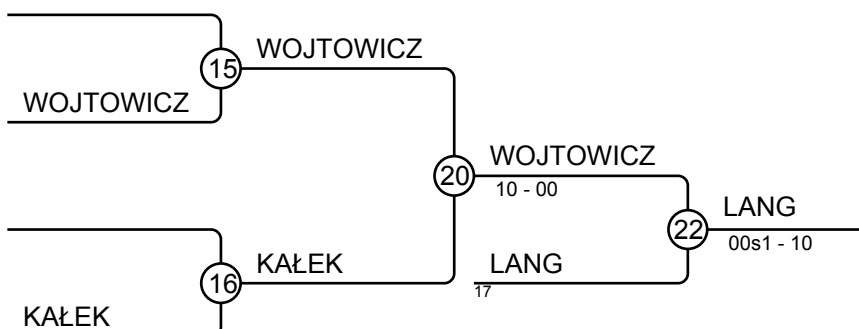 WOJTOWICZ
15
WOJTOWICZ
WOJTOWICZ
20
10 - 00
LANG
22
00s1 - 10
KAŁEK
LANG
16
17
KAŁEK